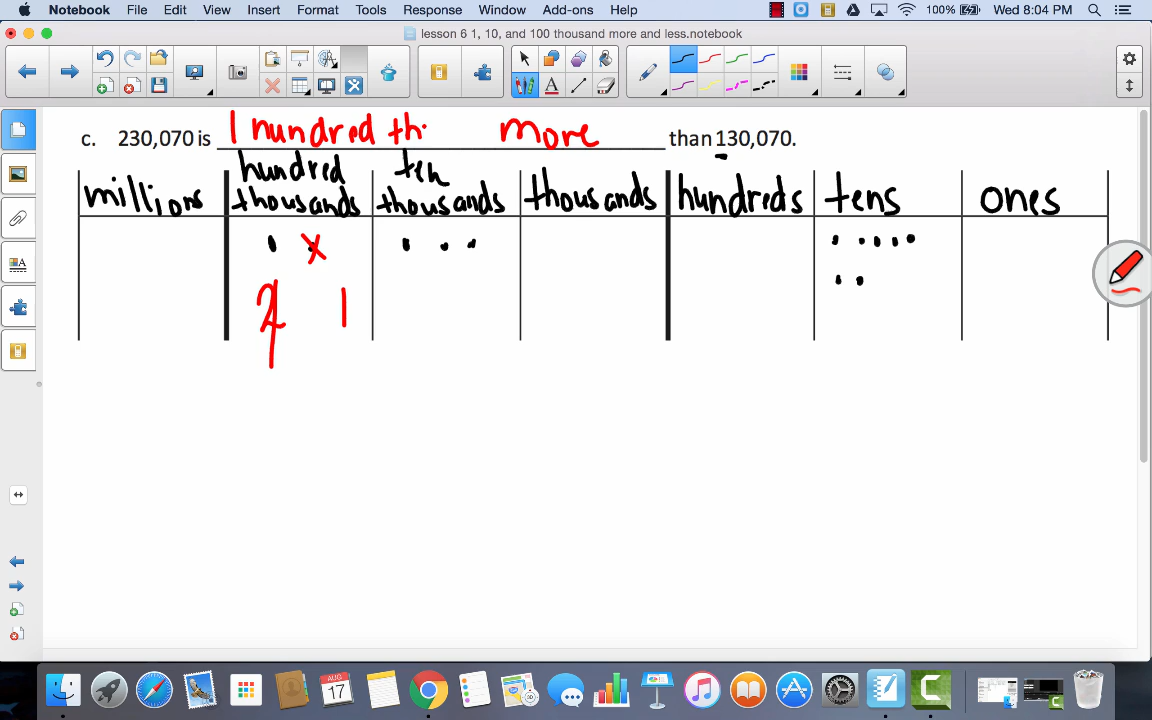 Notebook File Edit View Insert Format Tools Response Window Add-ons Help 100% Wed 8:04 PM
lesson 6 1, 10, and 100 thousand more and less.notebook
A
c. 230,070 is 1 hundred th more than 130,070.
millions hundred thousands ten thousands thousands hundreds tens ones
x
2 1
AUG 17